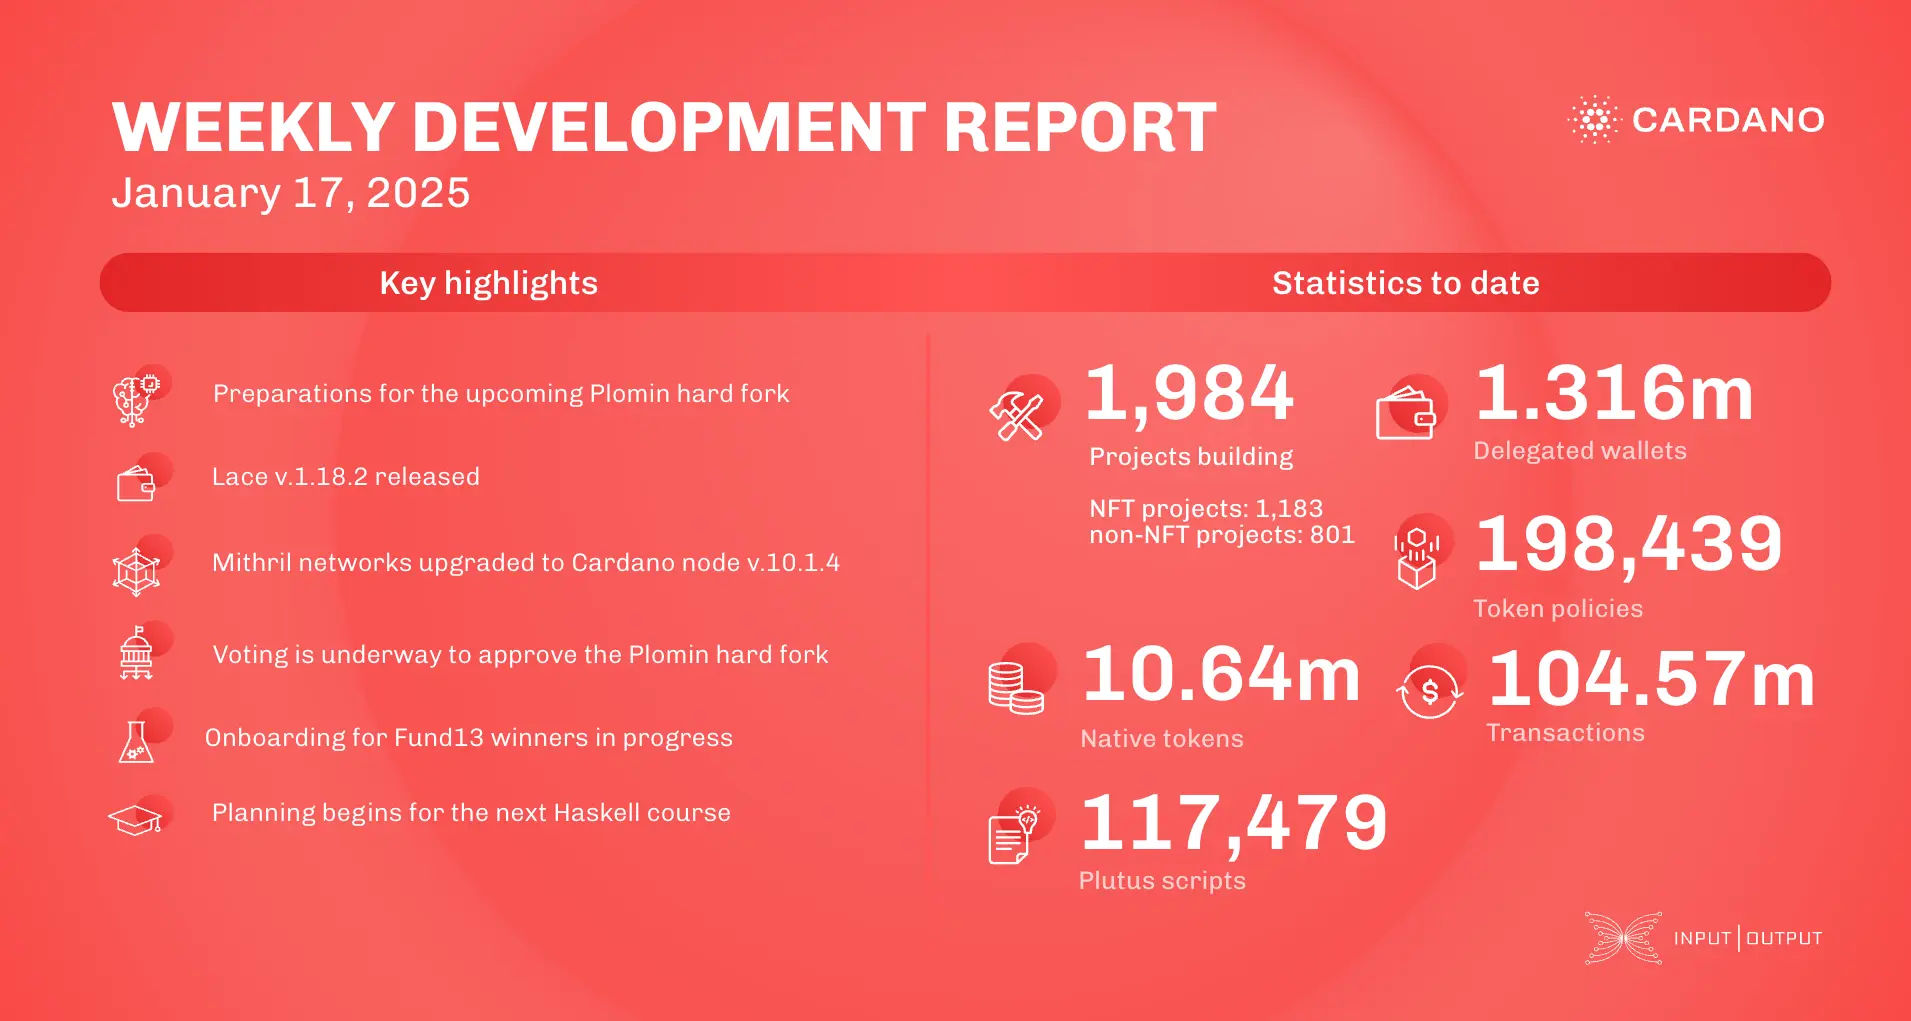 WEEKLY DEVELOPMENT REPORT
January 17, 2025
CARDANO
Key highlights
Preparations for the upcoming Plomin hard fork
Lace v.1.18.2 released
Mithril networks upgraded to Cardano node v.10.1.4
Voting is underway to approve the Plomin hard fork
Onboarding for Fund13 winners in progress
Planning begins for the next Haskell course
Statistics to date
1,984
Projects building
NFT projects: 1,183
non-NFT projects: 801
1.316m
Delegated wallets
198,439
Token policies
10.64m
Native tokens
$
104.57m
Transactions
117,479
Plutus scripts
INPUT|OUTPUT